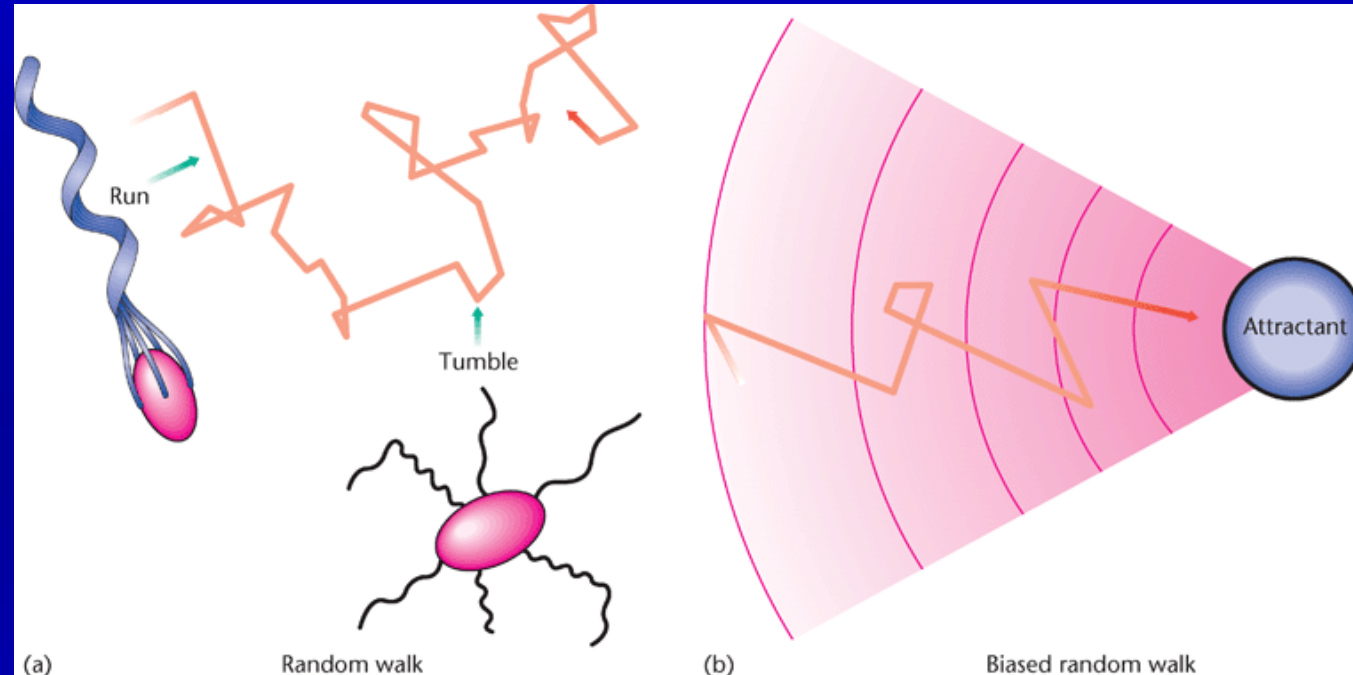 Run
Tumble
Attractant
(a) Random walk
(b) Biased random walk